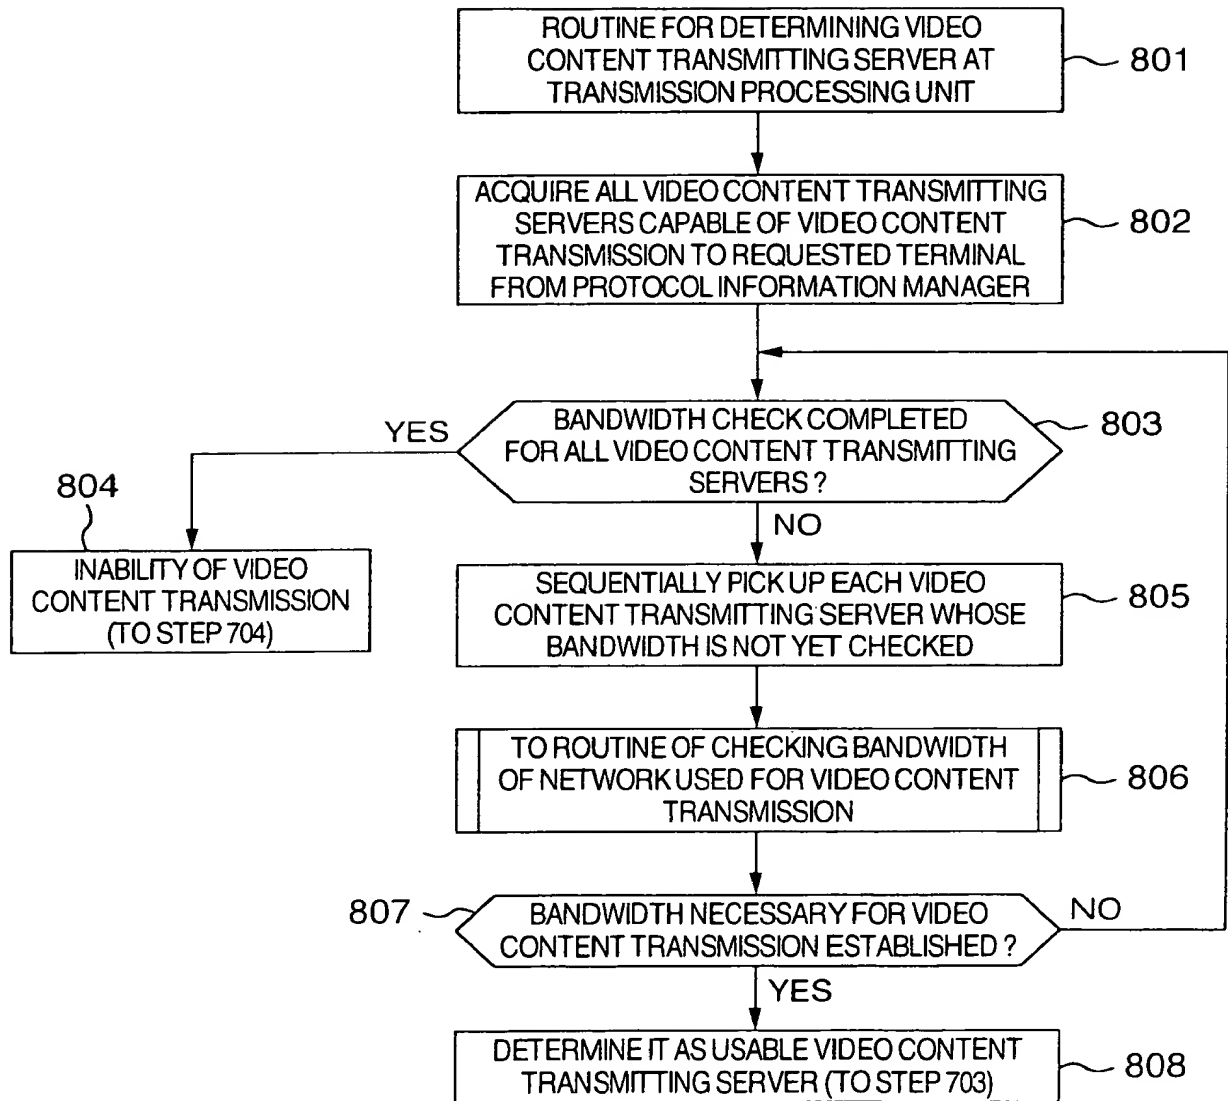 ROUTINE FOR DETERMINING VIDEO
CONTENT TRANSMITTING SERVER AT
TRANSMISSION PROCESSING UNIT
801
ACQUIRE ALL VIDEO CONTENT TRANSMITTING
SERVERS CAPABLE OF VIDEO CONTENT
TRANSMISSION TO REQUESTED TERMINAL
FROM PROTOCOL INFORMATION MANAGER
802
BANDWIDTH CHECK COMPLETED
FOR ALL VIDEO CONTENT TRANSMITTING
SERVERS ?
803
YES
NO
804
INABILITY OF VIDEO
CONTENT TRANSMISSION
(TO STEP 704)
SEQUENTIALLY PICK UP EACH VIDEO
CONTENT TRANSMITTING SERVER WHOSE
BANDWIDTH IS NOT YET CHECKED
805
TO ROUTINE OF CHECKING BANDWIDTH
OF NETWORK USED FOR VIDEO CONTENT
TRANSMISSION
806
807
BANDWIDTH NECESSARY FOR VIDEO
CONTENT TRANSMISSION ESTABLISHED ?
NO
YES
DETERMINE IT AS USABLE VIDEO CONTENT
TRANSMITTING SERVER (TO STEP 703)
808